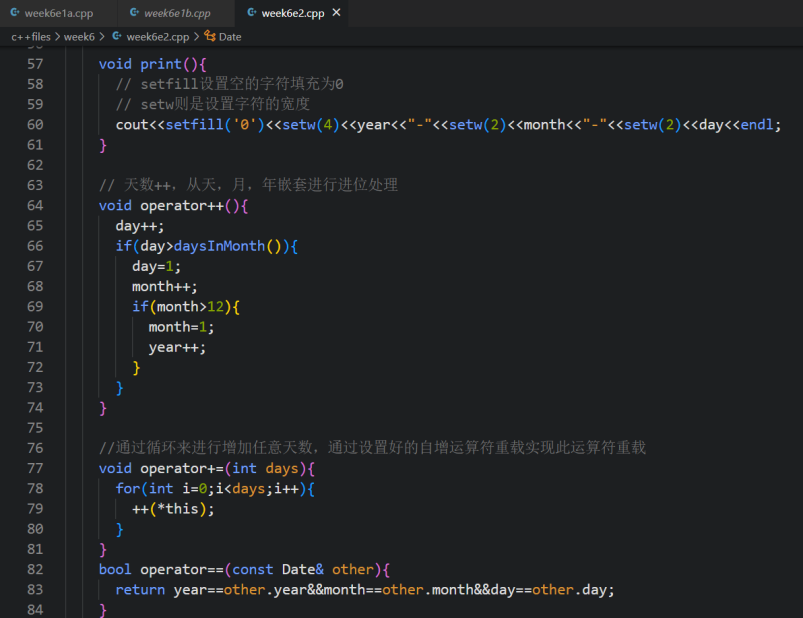 week6e1a.cpp week6e1b.cpp week6e2.cpp
c++files > week6 > week6e2.cpp > Date
57 void print(){
58 // setfill设置空的字符填充为0
59 // setw则是设置字符的宽度
60 cout<<setfill('0')<<setw(4)<<year<<"-"<<setw(2)<<month<<"-"<<setw(2)<<day<<endl;
61 }
62
63 // 天数++，从天，月，年嵌套进行进位处理
64 void operator++(){
65 day++;
66 if(day>daysInMonth()){
67 day=1;
68 month++;
69 if(month>12){
70 month=1;
71 year++;
72 }
73 }
74 }
75
76 //通过循环来进行增加任意天数，通过设置好的自增运算符重载实现此运算符重载
77 void operator+=(int days){
78 for(int i=0;i<days;i++){
79 ++(*this);
80 }
81 }
82 bool operator==(const Date& other){
83 return year==other.year&&month==other.month&&day==other.day;
84 }